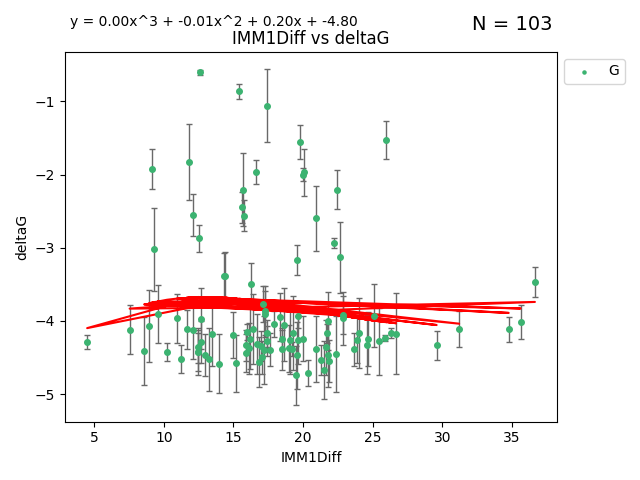 y = 0.00x^3 + -0.01x^2 + 0.20x + -4.80
N = 103
IMM1Diff vs deltaG
G
deltaG
−1
−2
−3
−4
−5
5 10 15 20 25 30 35
IMM1Diff